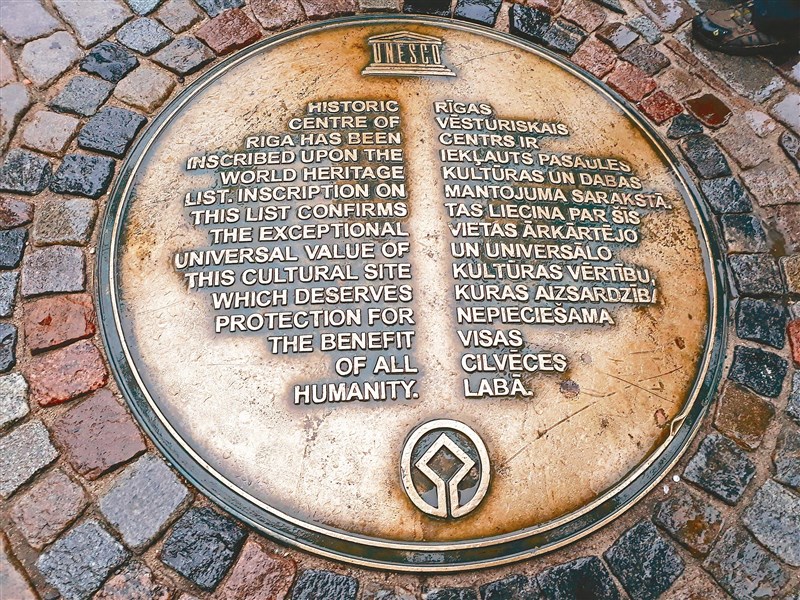 UNESCO
HISTORIC
CENTRE OF
RIGA HAS BEEN
INSCRIBED UPON THE
WORLD HERITAGE
LIST. INSCRIPTION ON
THIS LIST CONFIRMS
THE EXCEPTIONAL
UNIVERSAL VALUE OF
THIS CULTURAL SITE
WHICH DESERVES
PROTECTION FOR
THE BENEFIT
OF ALL
HUMANITY.
RĪGAS
VĒSTURISKAIS
CENTRS IR
IEKĻAUTS PASAULES
KULTŪRAS UN DABAS
MANTOJUMA SARAKSTĀ.
TAS LIECINA PAR ŠĪS
VIETAS ĀRKĀRTĒJO
UN UNIVERSĀLO
KULTŪRAS VĒRTĪBU,
KURAS AIZSARDZĪBA
NEPIECIEŠAMA
VISAS
CILVĒCES
LABĀ.